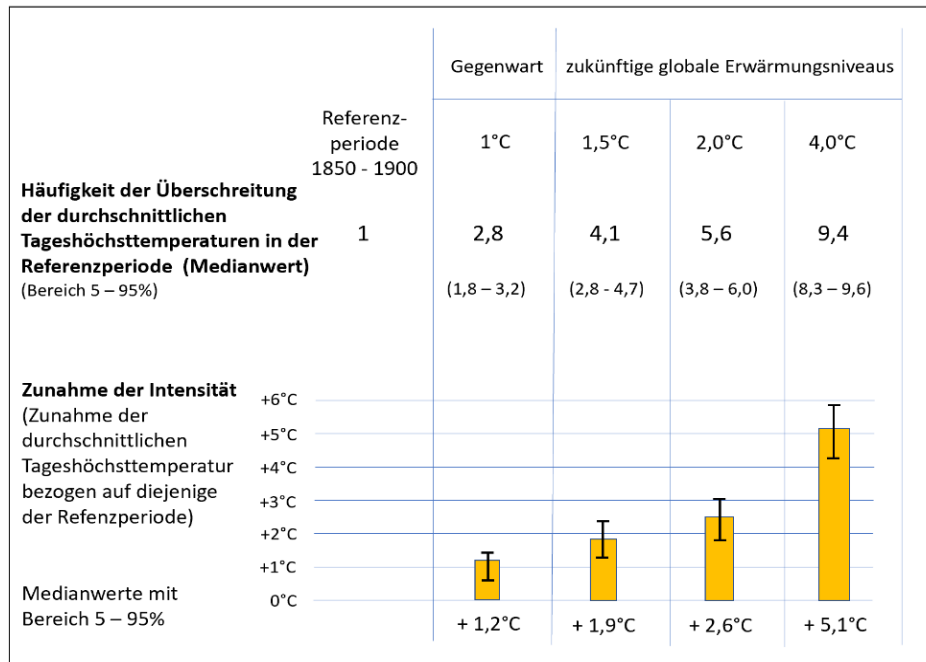 Gegenwart
zukünftige globale Erwärmungsniveaus
Referenz-
periode
1850 - 1900
1°C
1,5°C
2,0°C
4,0°C
Häufigkeit der Überschreitung
der durchschnittlichen
Tageshöchsttemperaturen in der
Referenzperiode (Medianwert)
(Bereich 5 – 95%)
1
2,8
4,1
5,6
9,4
(1,8 – 3,2)
(2,8 - 4,7)
(3,8 – 6,0)
(8,3 – 9,6)
Zunahme der Intensität
(Zunahme der
durchschnittlichen
Tageshöchsttemperatur
bezogen auf diejenige
der Refenzperiode)
Medianwerte mit
Bereich 5 – 95%
+6°C
+5°C
+4°C
+3°C
+2°C
+1°C
0°C
+ 1,2°C
+ 1,9°C
+ 2,6°C
+ 5,1°C